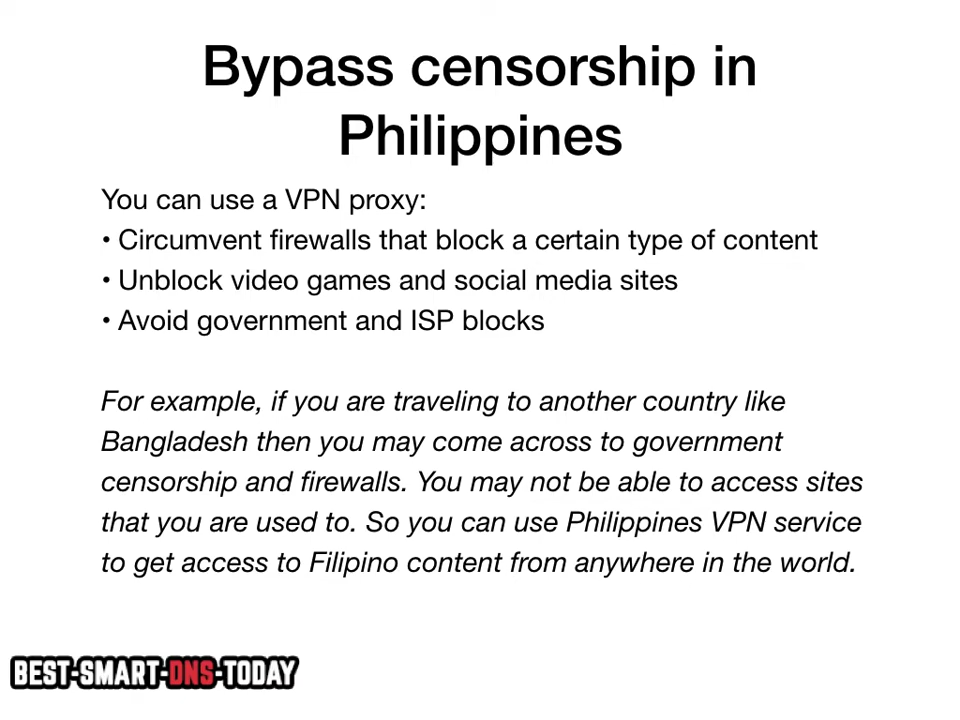 Bypass censorship in
Philippines
You can use a VPN proxy:
• Circumvent firewalls that block a certain type of content
• Unblock video games and social media sites
• Avoid government and ISP blocks
For example, if you are traveling to another country like
Bangladesh then you may come across to government
censorship and firewalls. You may not be able to access sites
that you are used to. So you can use Philippines VPN service
to get access to Filipino content from anywhere in the world.
BEST-SMART-DNS-TODAY